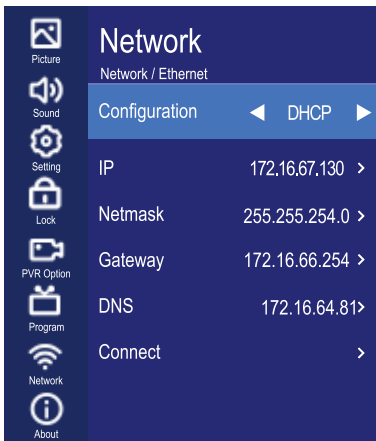 Picture
Sound
Setting
Lock
PVR Option
Program
Network
About
Network
Network / Ethernet
Configuration DHCP
IP 172.16.67.130 >
Netmask 255.255.254.0 >
Gateway 172.16.66.254 >
DNS 172.16.64.81>
Connect >